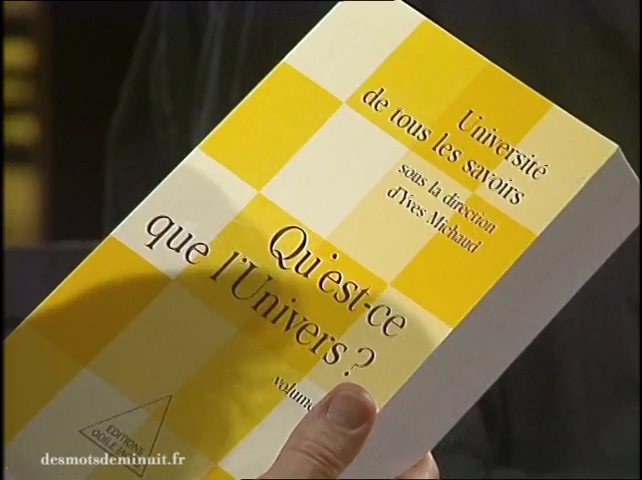 Université
de tous les savoirs
sous la direction
d'Yves Michaud
Qu'est-ce
que l'Univers ?
volume
EDITIONS
ODILE
desmotsdeminuit.fr